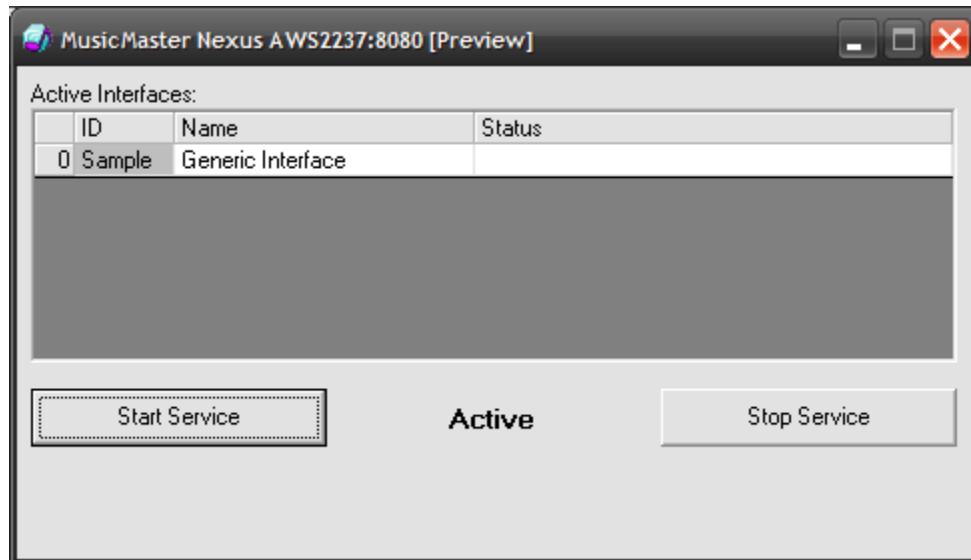 MusicMaster Nexus AWS2237:8080 [Preview]
Active Interfaces:
ID Name Status
0 Sample Generic Interface
Start Service Active Stop Service